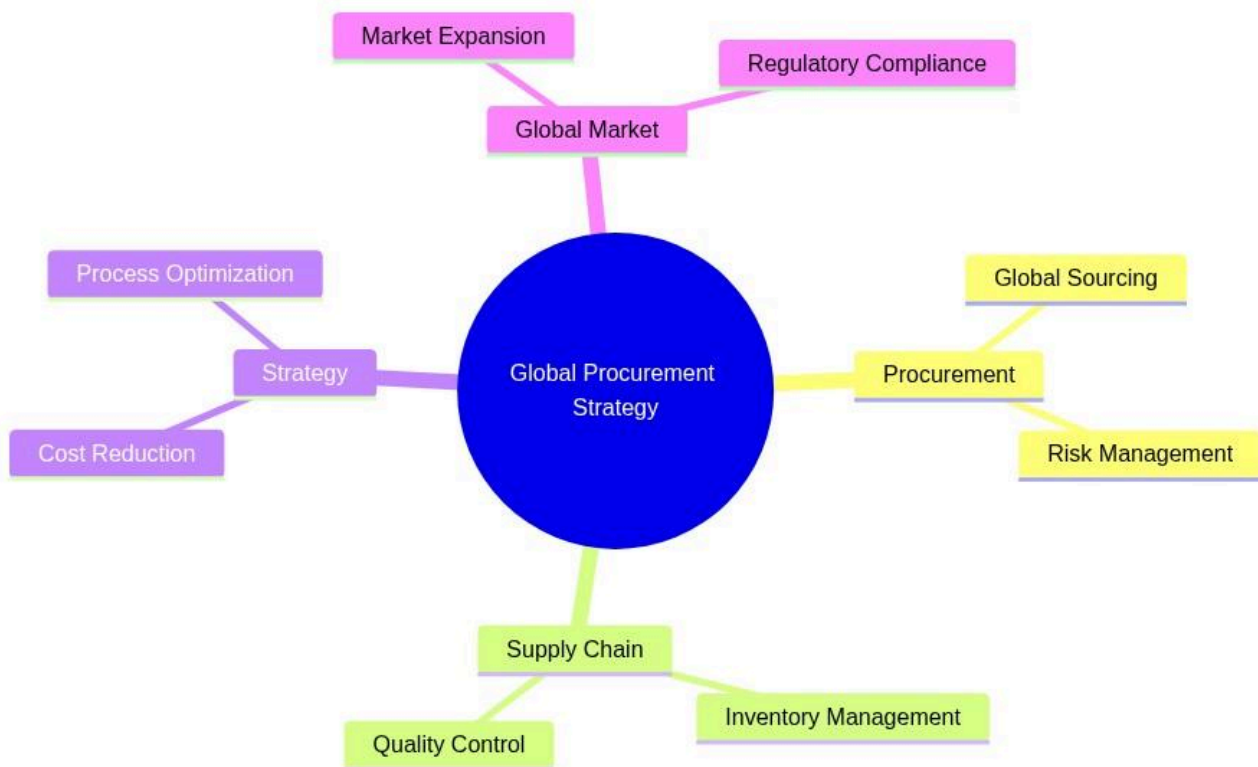 Market Expansion
Regulatory Compliance
Global Market
Process Optimization
Global Sourcing
Strategy
Global Procurement
Strategy
Procurement
Cost Reduction
Risk Management
Supply Chain
Inventory Management
Quality Control